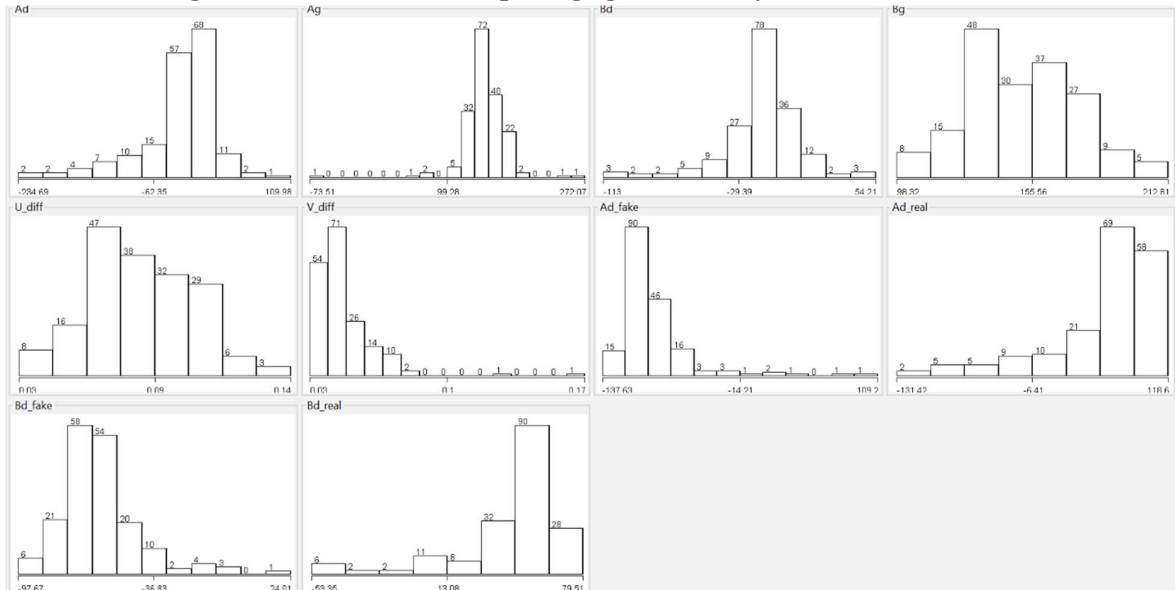 Ad
2 2 4 7 10 15 57 68 11 2 1
-234.69 -62.35 109.98
Ag
1 0 0 0 0 0 0 1 2 0 5 32 72 40 22 2 0 0 1 1
-73.51 99.28 272.07
Bd
3 2 2 5 9 27 78 36 12 2 3
-113 -29.39 54.21
Bg
8 15 48 30 37 27 9 5
98.32 155.56 212.81
U_diff
8 16 47 38 32 29 6 3
0.03 0.09 0.14
V_diff
54 71 26 14 10 2 0 0 0 0 1 0 0 0 1
0.03 0.1 0.17
Ad_fake
15 90 46 16 3 3 1 2 1 0 1 1
-137.63 -14.21 109.2
Ad_real
2 5 5 9 10 21 69 58
-131.42 -6.41 118.6
Bd_fake
6 21 58 54 20 10 2 4 3 0 1
-97.67 -36.83 24.01
Bd_real
6 2 2 11 8 32 90 28
-53.35 13.08 79.51